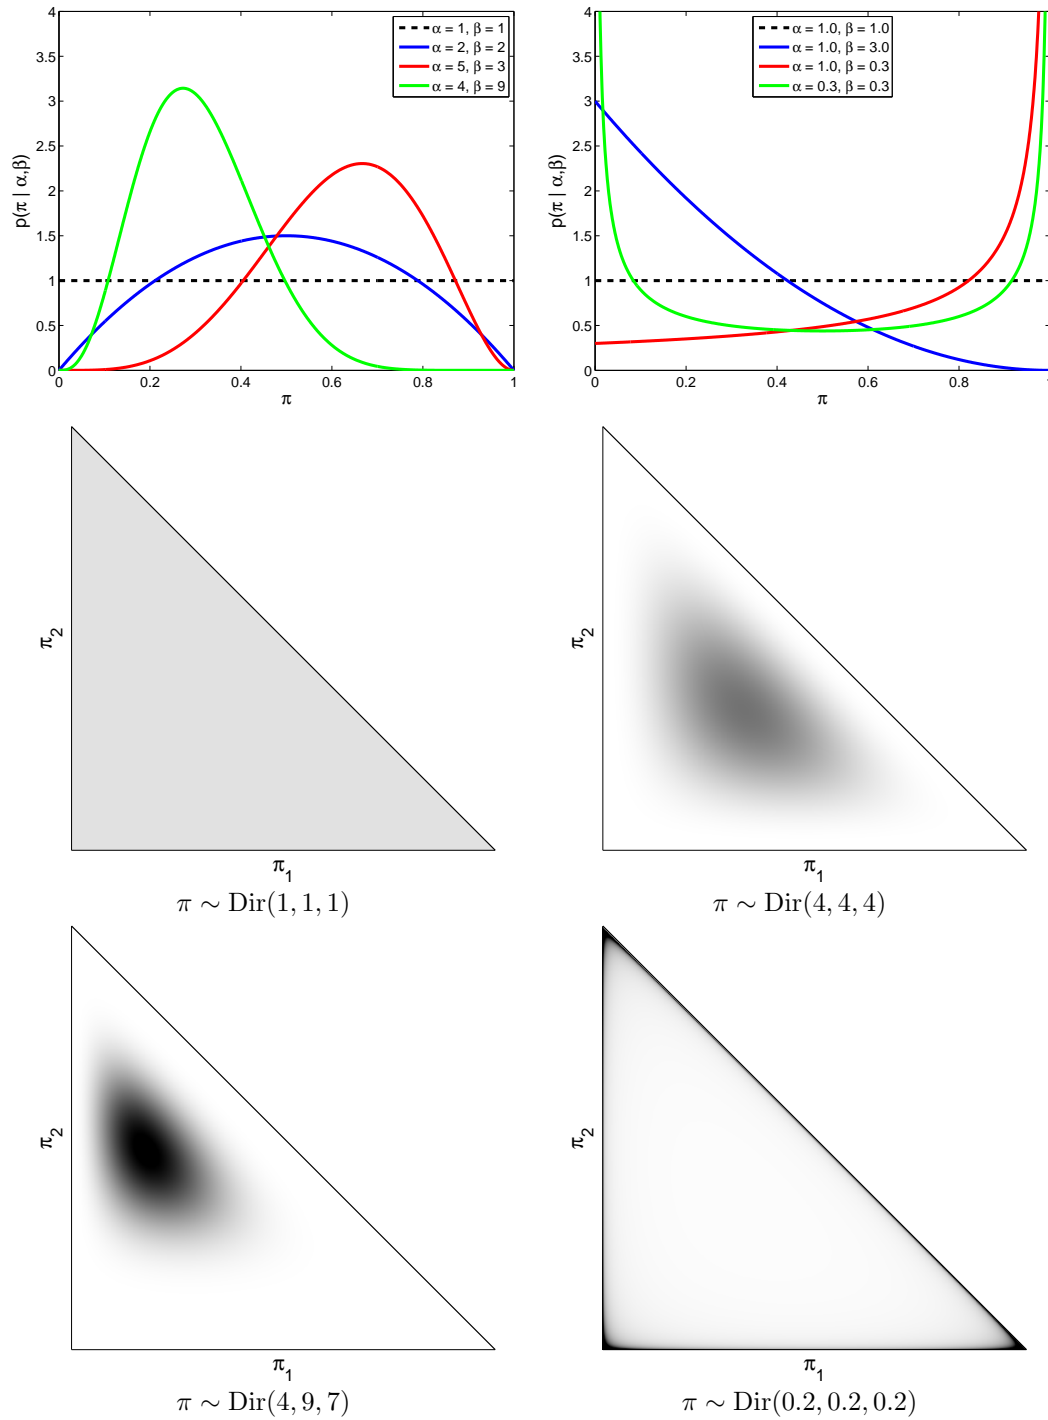 α = 1, β = 1
α = 2, β = 2
α = 5, β = 3
α = 4, β = 9
4
3.5
3
2.5
2
1.5
1
0.5
0
p(π | α,β)
0 0.2 0.4 0.6 0.8 1
π
α = 1.0, β = 1.0
α = 1.0, β = 3.0
α = 1.0, β = 0.3
α = 0.3, β = 0.3
4
3.5
3
2.5
2
1.5
1
0.5
0
p(π | α,β)
0 0.2 0.4 0.6 0.8 1
π
π₂
π₁
π ∼ Dir(1, 1, 1)
π₂
π₁
π ∼ Dir(4, 4, 4)
π₂
π₁
π ∼ Dir(4, 9, 7)
π₂
π₁
π ∼ Dir(0.2, 0.2, 0.2)